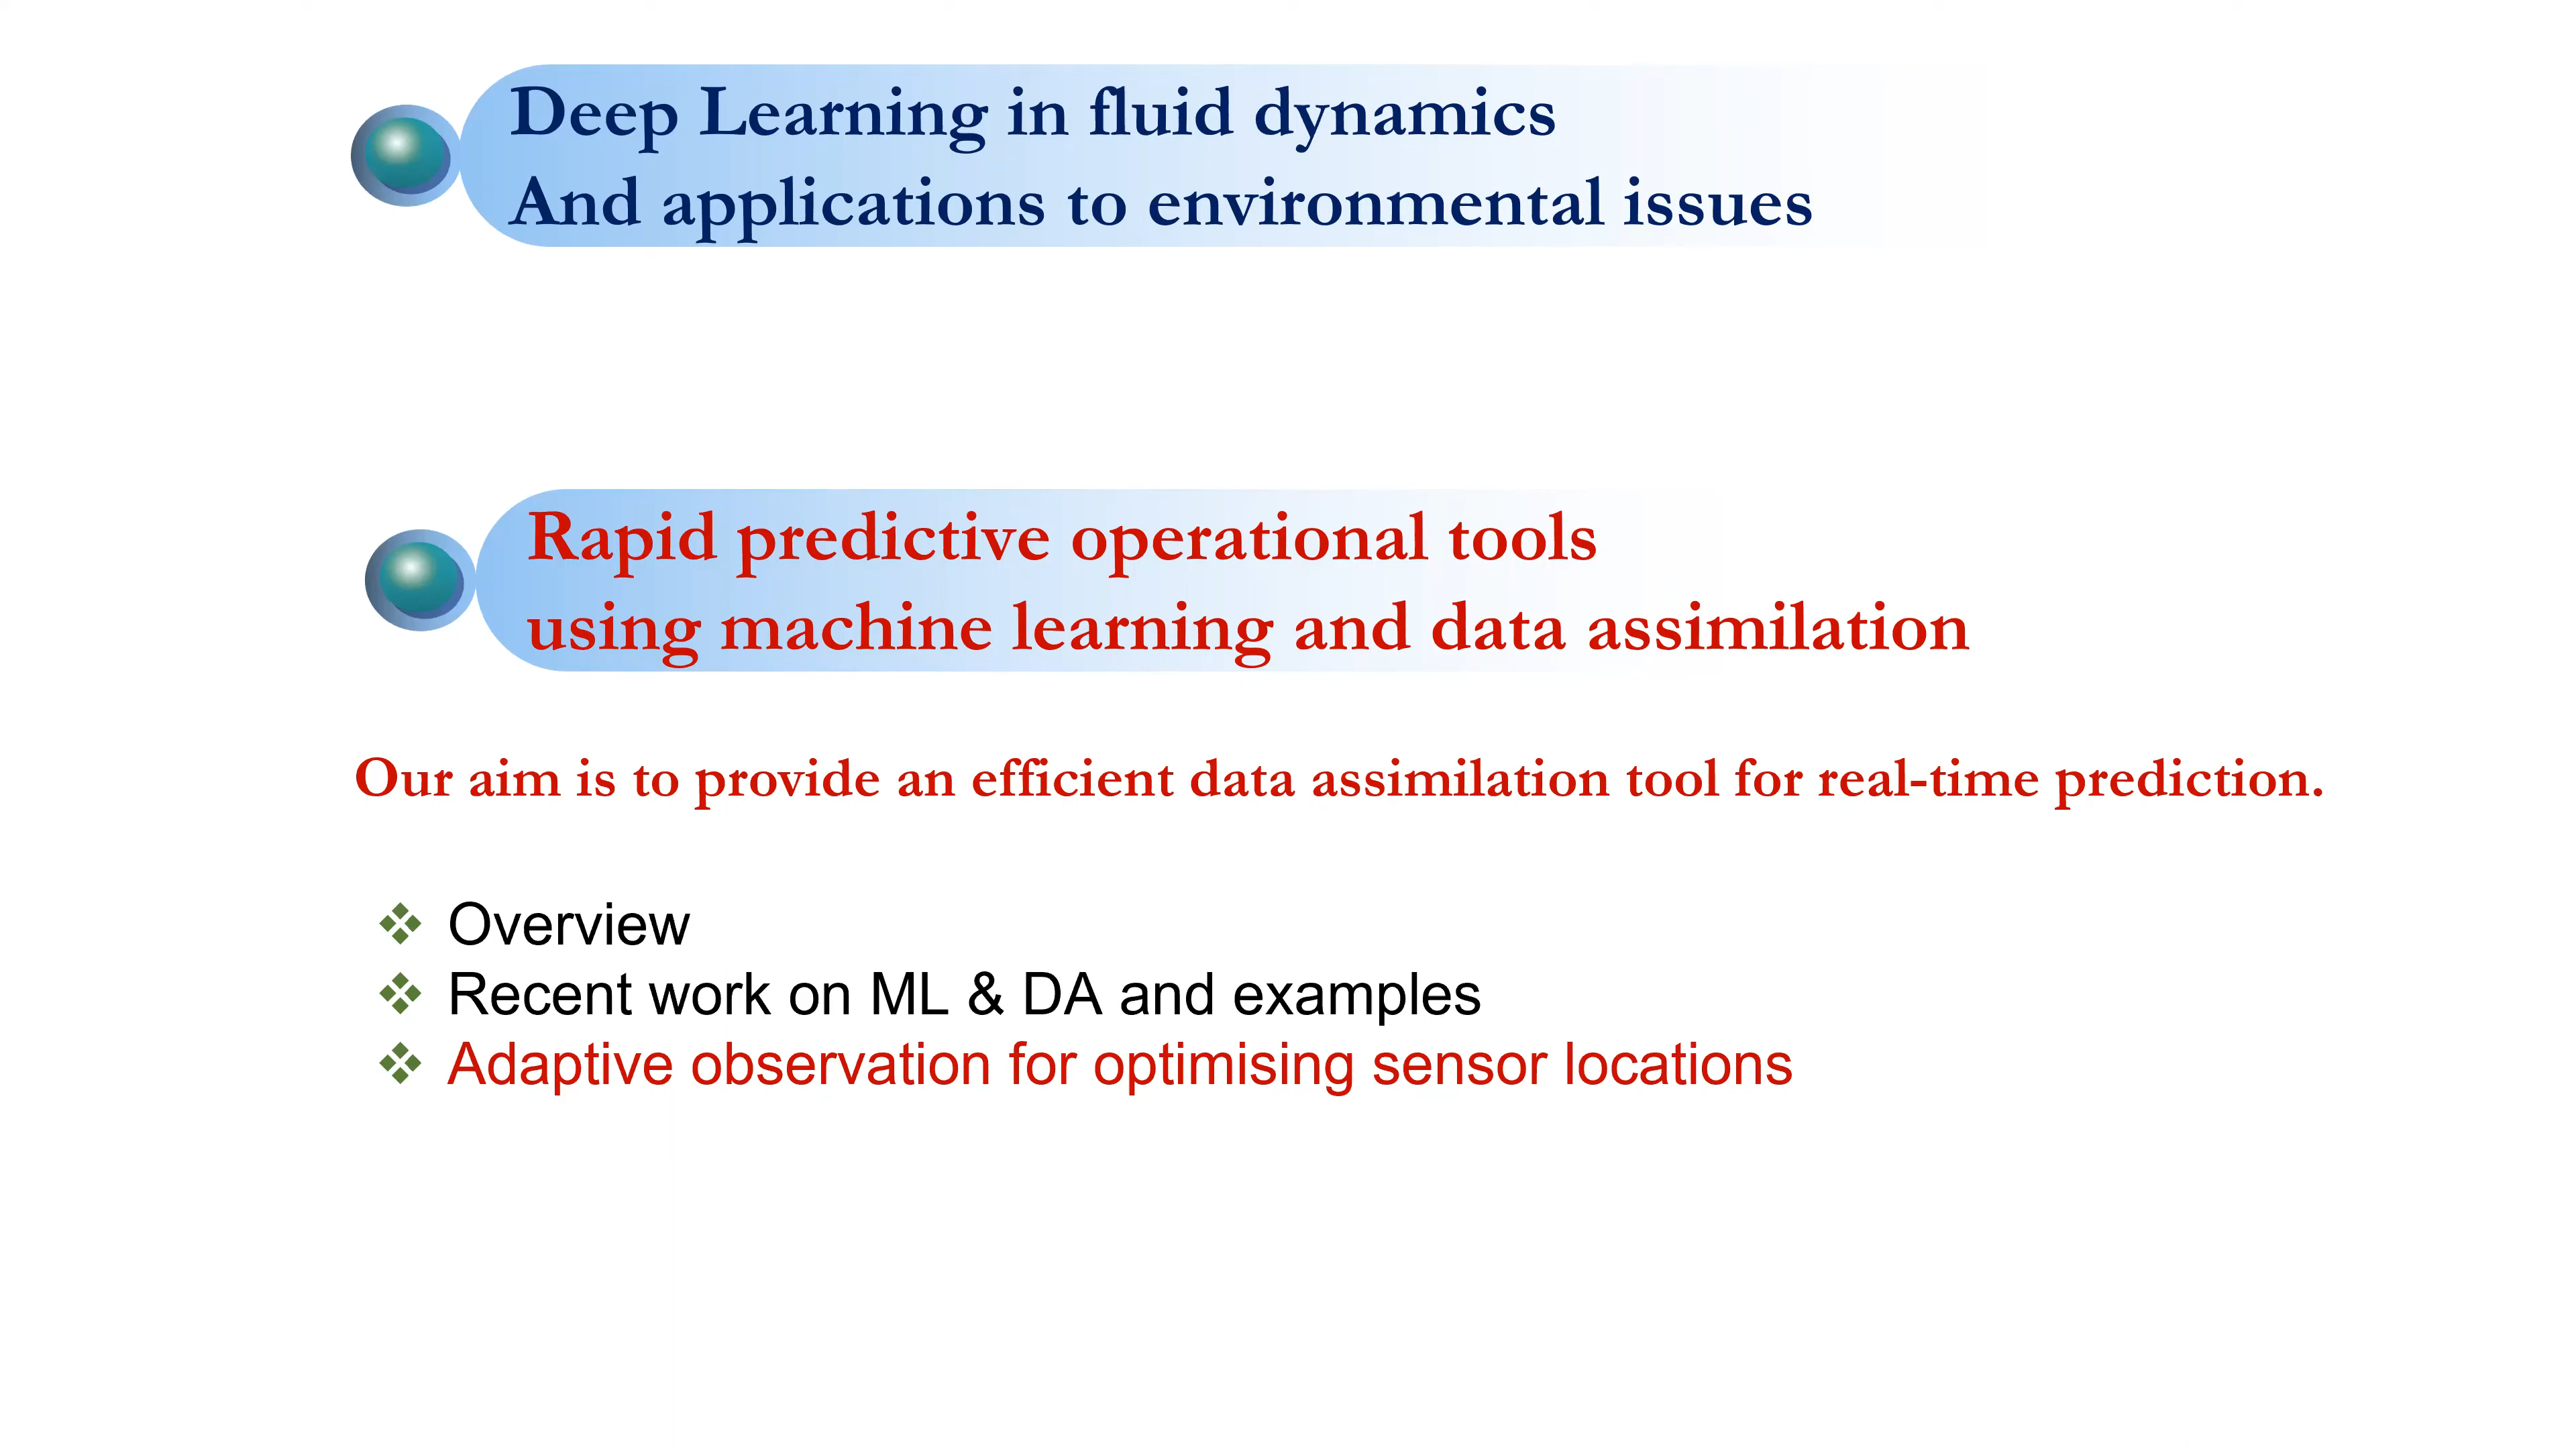 Deep Learning in fluid dynamics
And applications to environmental issues
Rapid predictive operational tools
using machine learning and data assimilation
Our aim is to provide an efficient data assimilation tool for real-time prediction.
Overview
Recent work on ML & DA and examples
Adaptive observation for optimising sensor locations